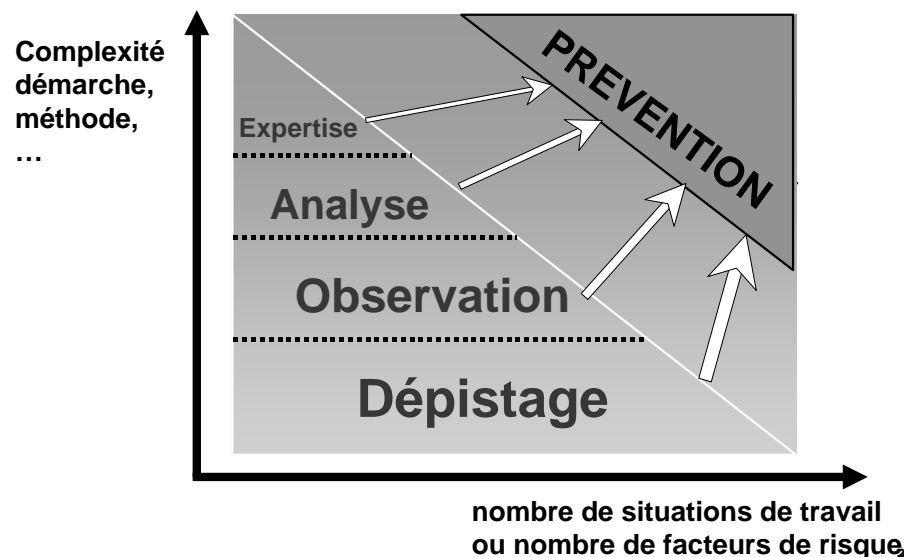 Complexité
démarche,
méthode,
…
PREVENTION
Expertise
Analyse
Observation
Dépistage
nombre de situations de travail
ou nombre de facteurs de risque